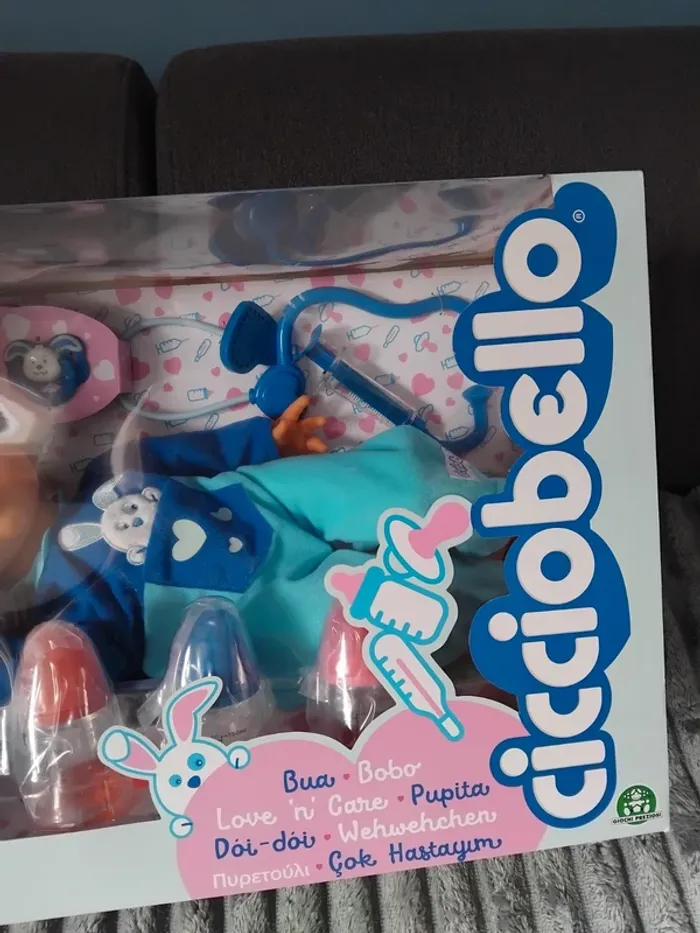 cicciobello
®
Bua • Bobo
Love 'n' Care • Pupita
Dói-dói • Wehwehchen
Πυρετούλι • Çok Hastayım
GIOCHI PREZIOSI